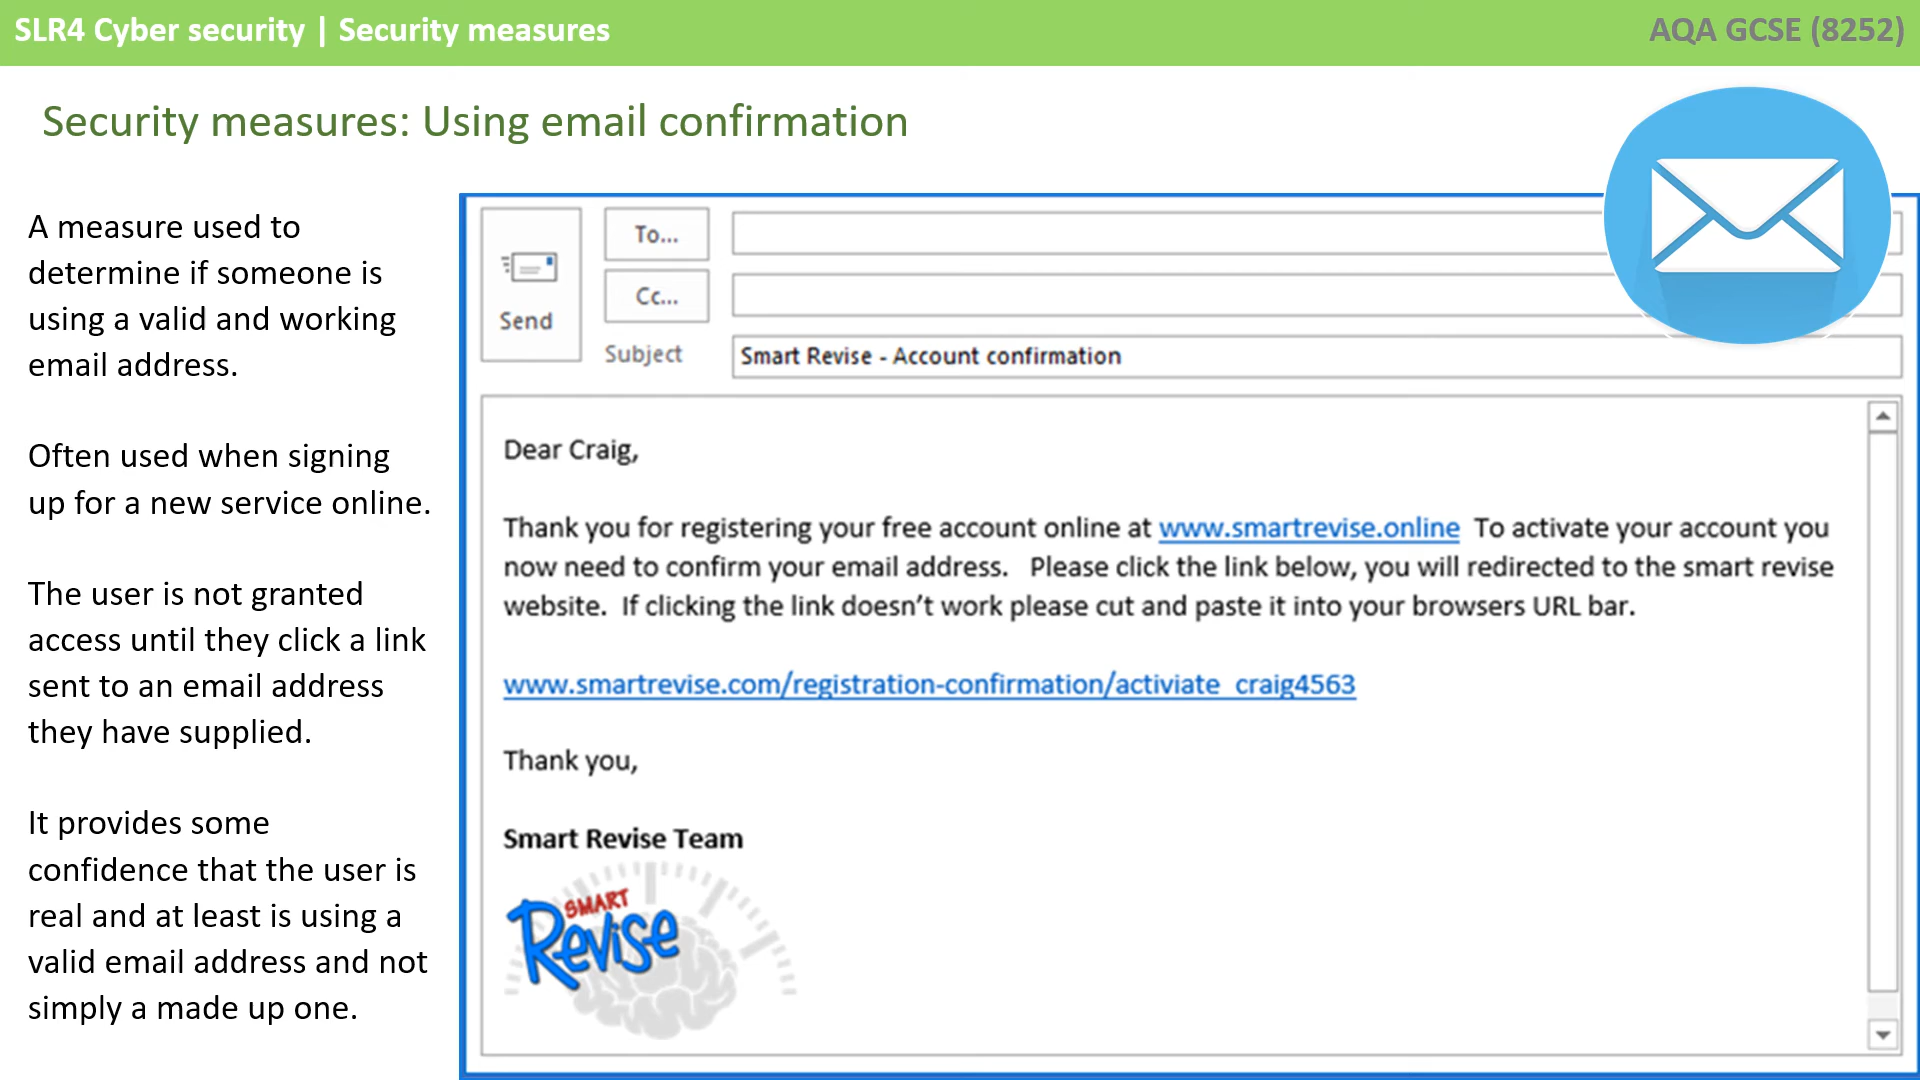 SLR4 Cyber security | Security measures
AQA GCSE (8252)
Security measures: Using email confirmation
A measure used to
determine if someone is
using a valid and working
email address.
Often used when signing
up for a new service online.
The user is not granted
access until they click a link
sent to an email address
they have supplied.
It provides some
confidence that the user is
real and at least is using a
valid email address and not
simply a made up one.
Send
To...
Cc...
Subject
Smart Revise - Account confirmation
Dear Craig,
Thank you for registering your free account online at www.smartrevise.online To activate your account you
now need to confirm your email address. Please click the link below, you will redirected to the smart revise
website. If clicking the link doesn't work please cut and paste it into your browsers URL bar.
www.smartrevise.com/registration-confirmation/activiate_craig4563
Thank you,
Smart Revise Team
SMART
Revise